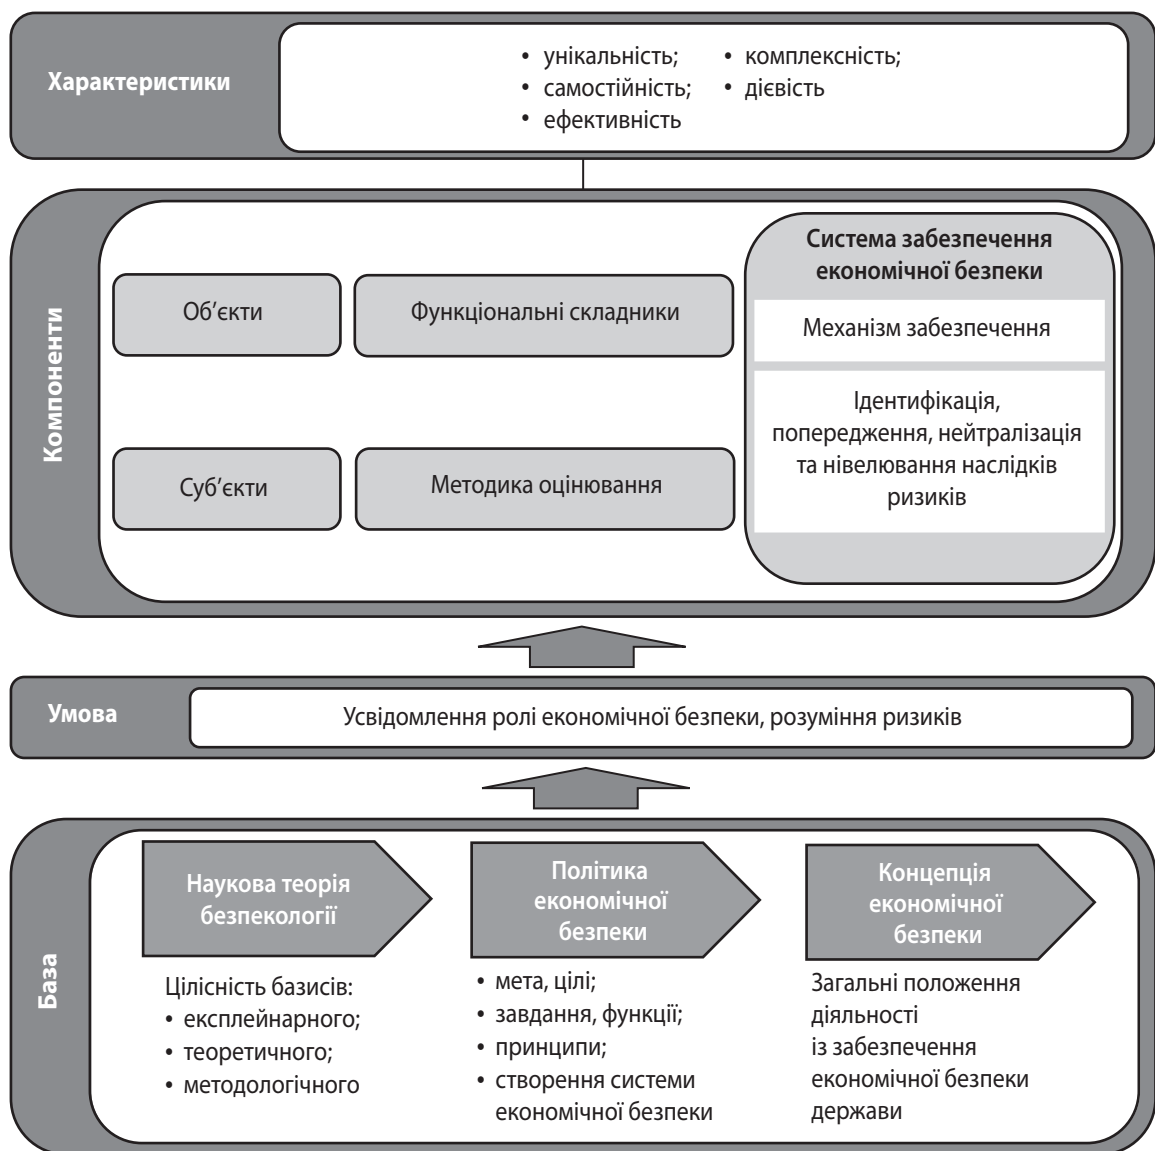 Характеристики
• унікальність;
• самостійність;
• ефективність
• комплексність;
• дієвість
Компоненти
Об’єкти
Функціональні складники
Суб’єкти
Методика оцінювання
Система забезпечення
економічної безпеки
Механізм забезпечення
Ідентифікація,
попередження, нейтралізація
та нівелювання наслідків
ризиків
Умова
Усвідомлення ролі економічної безпеки, розуміння ризиків
База
Наукова теорія
безпекології
Цілісність базисів:
• експлейнарного;
• теоретичного;
• методологічного
Політика
економічної
безпеки
• мета, цілі;
• завдання, функції;
• принципи;
• створення системи
економічної безпеки
Концепція
економічної
безпеки
Загальні положення
діяльності
із забезпечення
економічної безпеки
держави